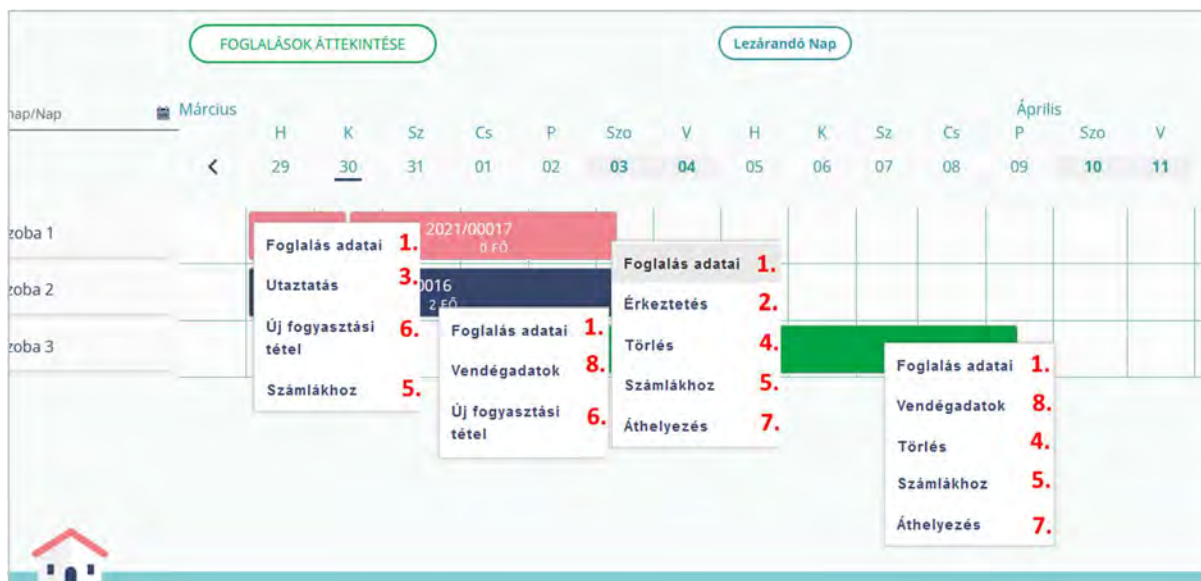 FOGLALÁSOK ÁTTEKINTÉSE
Lezárandó Nap
nap/Nap
Március
Április
H K Sz Cs P Szo V H K Sz Cs P Szo V
29 30 31 01 02 03 04 05 06 07 08 09 10 11
zoba 1
2021/00017
0 FŐ
zoba 2
0016
2 FŐ
zoba 3
Foglalás adatai 1.
Utaztatás 3.
Új fogyasztási 6.
tétel
Számlákhoz 5.
Foglalás adatai 1.
Vendégadatok 8.
Új fogyasztási 6.
tétel
Foglalás adatai 1.
Érkeztetés 2.
Törlés 4.
Számlákhoz 5.
Áthelyezés 7.
Foglalás adatai 1.
Vendégadatok 8.
Törlés 4.
Számlákhoz 5.
Áthelyezés 7.